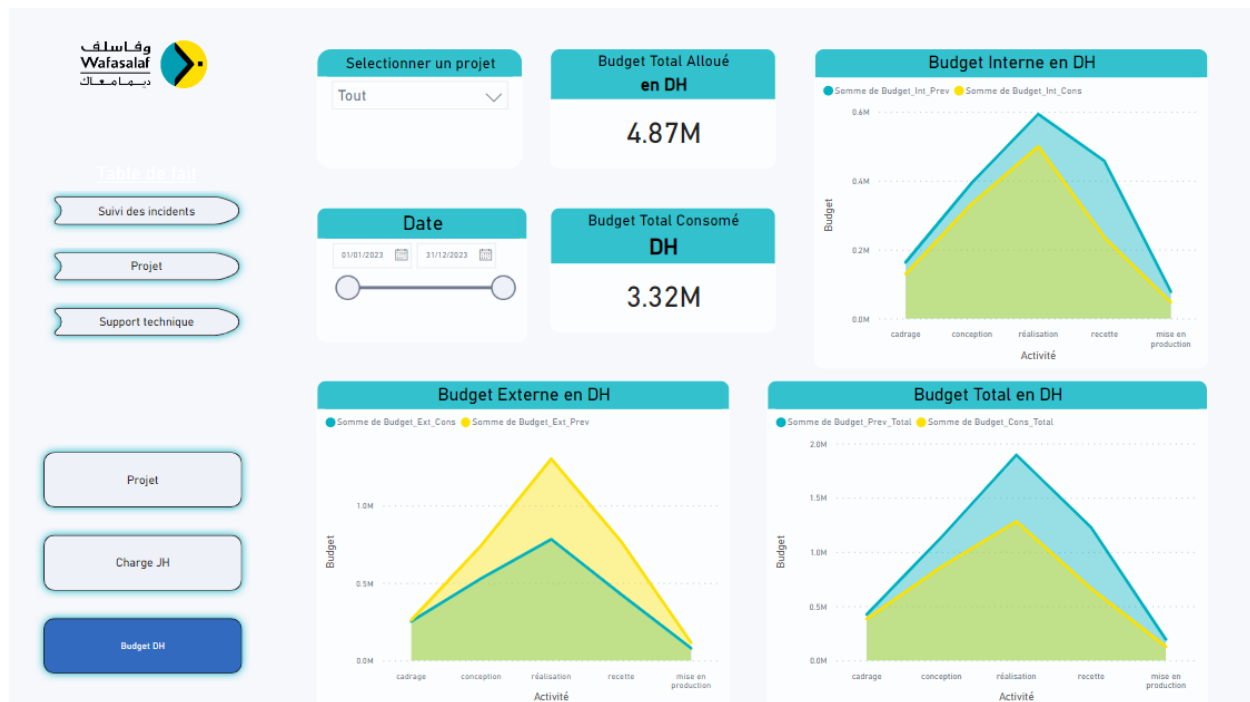 وفاسلف
Wafasalaf
ديما معاك
Table de fait
Suivi des incidents
Projet
Support technique
Projet
Charge JH
Budget DH
Selectionner un projet
Tout
Budget Total Alloué
en DH
4.87M
Date
01/01/2023
31/12/2023
Budget Total Consomé
DH
3.32M
Budget Interne en DH
Somme de Budget_Int_Prev
Somme de Budget_Int_Cons
0.6M
0.4M
0.2M
0.0M
Budget
cadrage
conception
réalisation
recette
mise en
production
Activité
Budget Externe en DH
Somme de Budget_Ext_Cons
Somme de Budget_Ext_Prev
1.0M
0.5M
0.0M
Budget
cadrage
conception
réalisation
recette
mise en
production
Activité
Budget Total en DH
Somme de Budget_Prev_Total
Somme de Budget_Cons_Total
2.0M
1.5M
1.0M
0.5M
0.0M
Budget
cadrage
conception
réalisation
recette
mise en
production
Activité